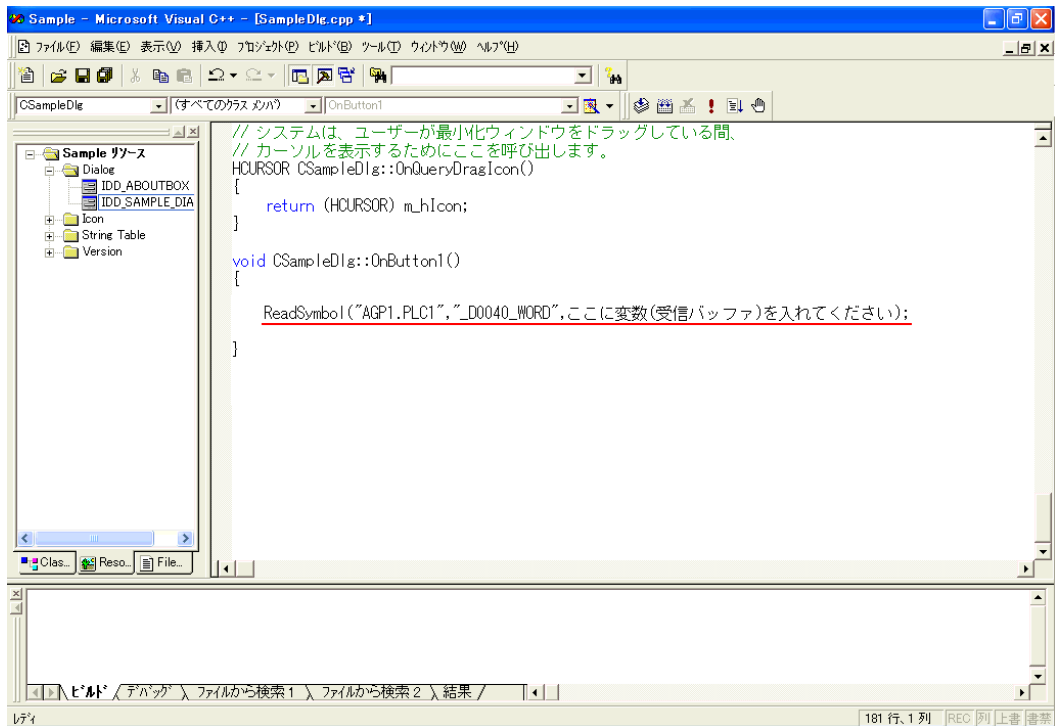 Sample - Microsoft Visual C++ - [SampleDlg.cpp *]
ﾌｧｲﾙ(F) 編集(E) 表示(V) 挿入(I) ﾌﾟﾛｼﾞｪｸﾄ(P) ﾋﾞﾙﾄﾞ(B) ﾂｰﾙ(T) ｳｨﾝﾄﾞｳ(W) ﾍﾙﾌﾟ(H)
CSampleDlg (すべてのｸﾗｽ ﾒﾝﾊﾞ) OnButton1
Sample ﾘｿｰｽ
Dialog
IDD_ABOUTBOX
IDD_SAMPLE_DIA
Icon
String Table
Version
Clas... Reso... File...
// システムは、ユーザーが最小化ウィンドウをドラッグしている間、
// カーソルを表示するためにここを呼び出します。
HCURSOR CSampleDlg::OnQueryDragIcon()
{
return (HCURSOR) m_hIcon;
}
void CSampleDlg::OnButton1()
{
ReadSymbol("AGP1.PLC1","_D0040_WORD",ここに変数(受信バッファ)を入れてください);
}
ﾋﾞﾙﾄﾞ ﾃﾞﾊﾞｯｸﾞ ﾌｧｲﾙから検索 1 ﾌｧｲﾙから検索 2 結果
ﾚﾃﾞｨ 181 行, 1 列 REC 列 上書 書禁